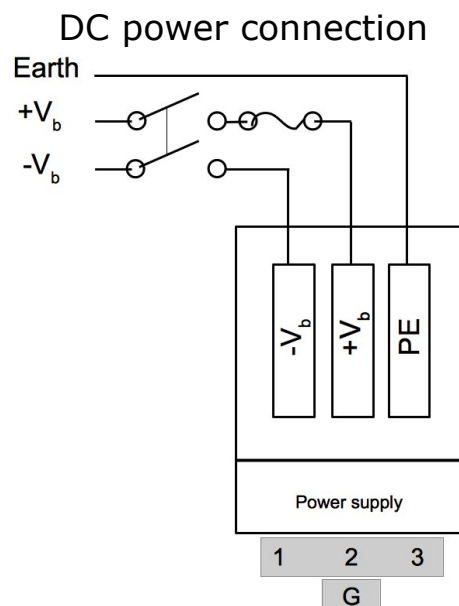 DC power connection
Earth
+Vb
-Vb
-Vb +Vb PE
Power supply
1 2 3
G